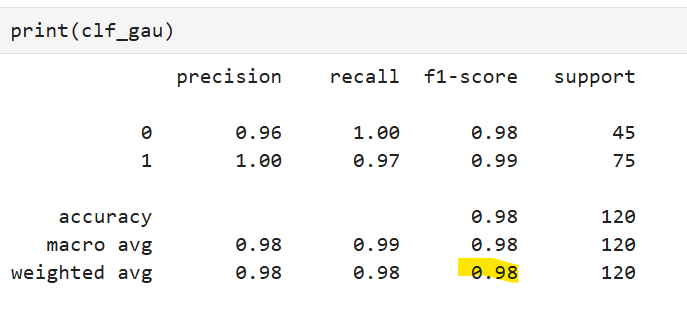 print(clf_gau)
precision recall f1-score support
0 0.96 1.00 0.98 45
1 1.00 0.97 0.99 75
accuracy 0.98 120
macro avg 0.98 0.99 0.98 120
weighted avg 0.98 0.98 0.98 120